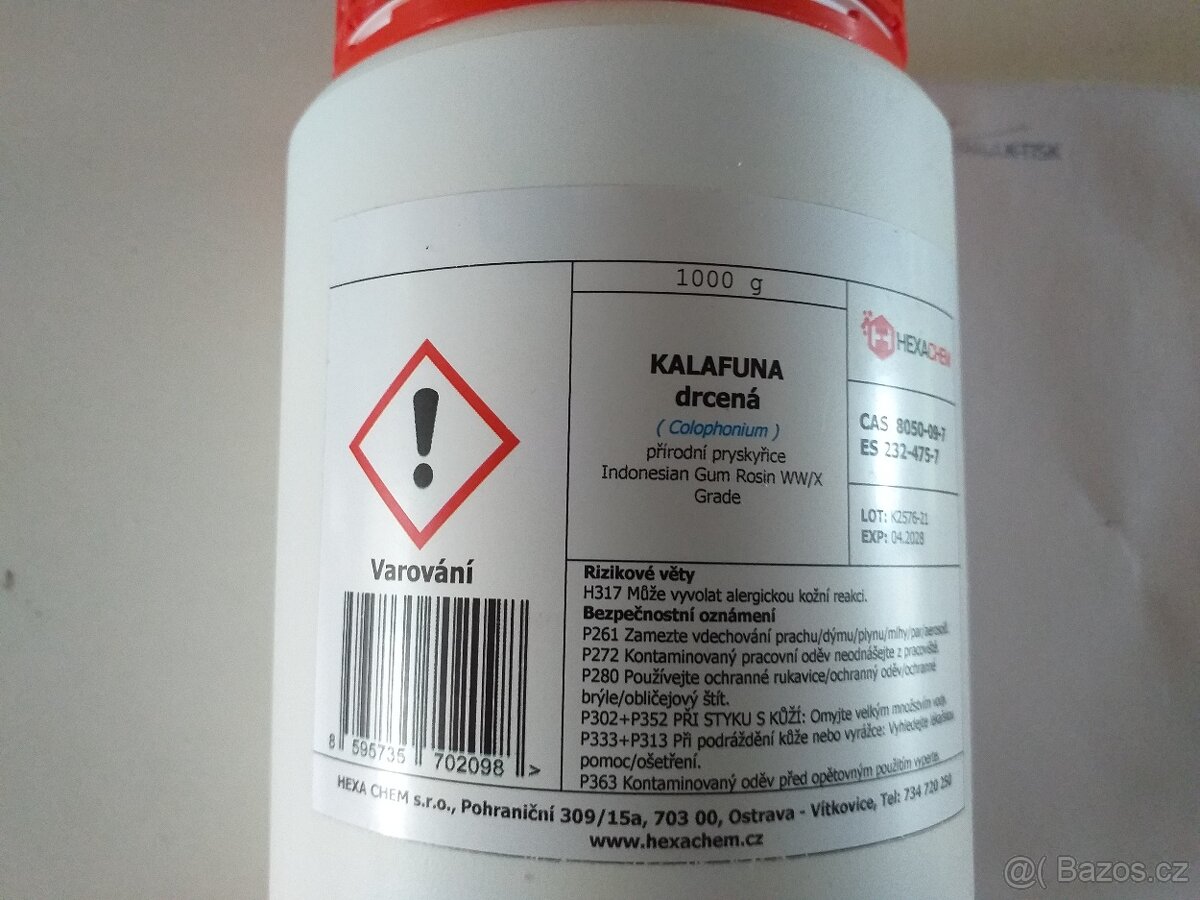 1000 g
HEXACHEM
KALAFUNA
drcená
( Colophonium )
přírodní pryskyřice
Indonesian Gum Rosin WW/X
Grade
CAS 8050-09-7
ES 232-475-7
LOT: K2576-21
EXP: 04.2028
Varování
Rizikové věty
H317 Může vyvolat alergickou kožní reakci.
Bezpečnostní oznámení
P261 Zamezte vdechování prachu/dýmu/plynu/mlhy/par/aerosolů.
P272 Kontaminovaný pracovní oděv neodnášejte z pracoviště.
P280 Používejte ochranné rukavice/ochranný oděv/ochranné
brýle/obličejový štít.
P302+P352 PŘI STYKU S KŮŽÍ: Omyjte velkým množstvím vody.
P333+P313 Při podráždění kůže nebo vyrážce: Vyhledejte lékařskou
pomoc/ošetření.
P363 Kontaminovaný oděv před opětovným použitím vyperte.
8 595735 702098 >
HEXA CHEM s.r.o., Pohraniční 309/15a, 703 00, Ostrava - Vítkovice, Tel: 734 720 250
www.hexachem.cz
@( Bazos.cz